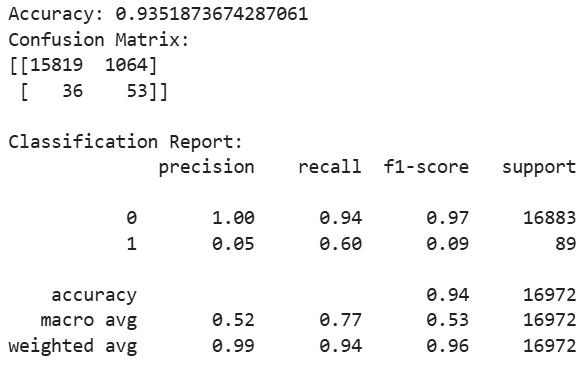 Accuracy: 0.9351873674287061
Confusion Matrix:
[[15819  1064]
 [   36    53]]

Classification Report:
              precision    recall  f1-score   support

           0       1.00      0.94      0.97     16883
           1       0.05      0.60      0.09        89

    accuracy                           0.94     16972
   macro avg       0.52      0.77      0.53     16972
weighted avg       0.99      0.94      0.96     16972